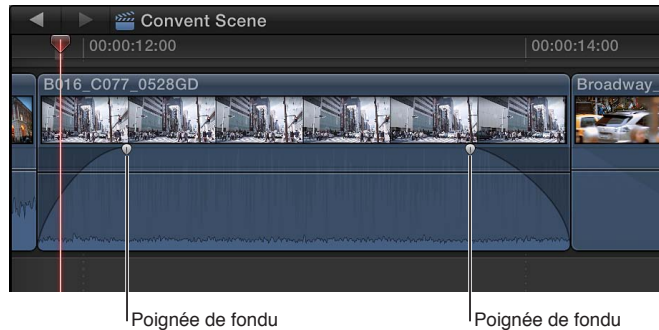 Convent Scene
00:00:12:00
00:00:14:00
B016_C077_0528GD
Broadway_
Poignée de fondu
Poignée de fondu